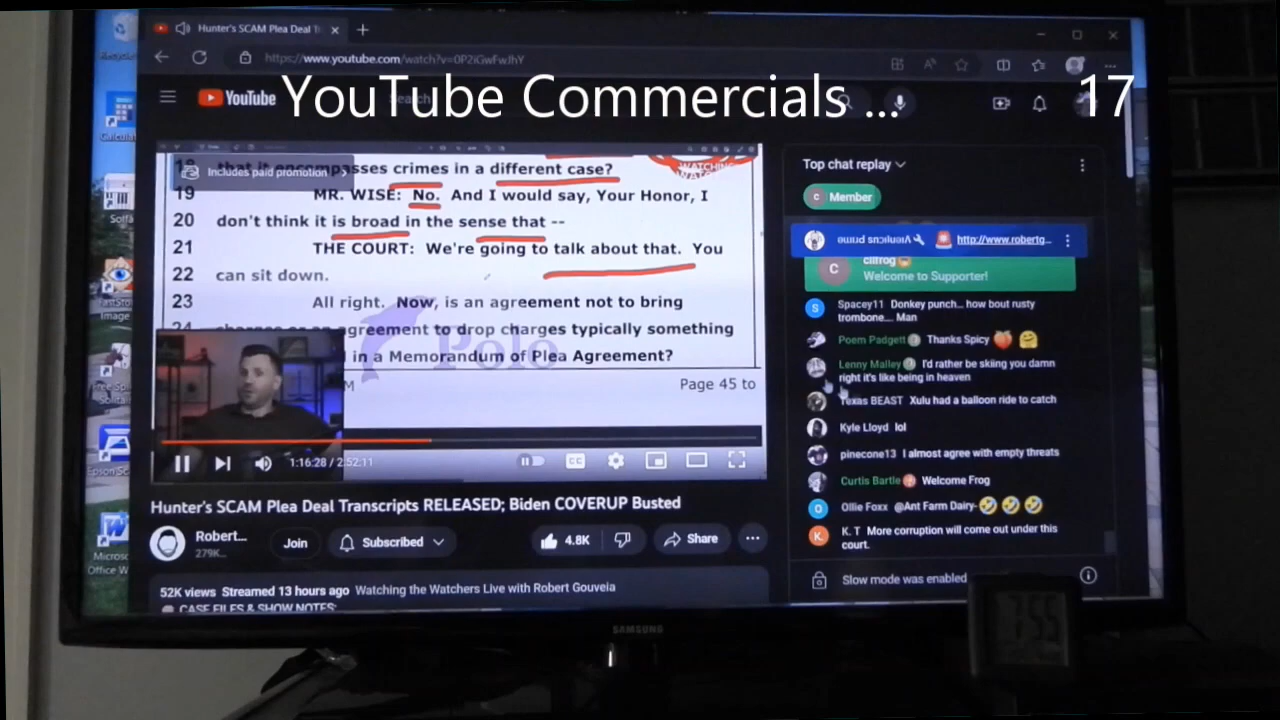 Hunter's SCAM Plea Deal T
https://www.youtube.com/watch?v=0P2iGwFwJhY
YouTube
Search
YouTube Commercials ... 17
that it encompasses crimes in a different case?
Includes paid promotion
19 MR. WISE: No. And I would say, Your Honor, I
20 don't think it is broad in the sense that --
21 THE COURT: We're going to talk about that. You
22 can sit down.
23 All right. Now, is an agreement not to bring
24 charges or an agreement to drop charges typically something
in a Memorandum of Plea Agreement?
Polo
Page 45 to
1:16:28 / 2:52:11
CC
Hunter's SCAM Plea Deal Transcripts RELEASED; Biden COVERUP Busted
Robert...
279K...
Join
Subscribed
4.8K
Share
52K views Streamed 13 hours ago Watching the Watchers Live with Robert Gouveia
CASE FILES & SHOW NOTES:
Top chat replay
C Member
http://www.robertg...
C clifrog
Welcome to Supporter!
S Spacey11 Donkey punch... how bout rusty
trombone.... Man
Poem Padgett Thanks Spicy
Lenny Malley I'd rather be skiing you damn
right it's like being in heaven
Texas BEAST Xulu had a balloon ride to catch
Kyle Lloyd lol
pinecone13 I almost agree with empty threats
Curtis Bartle Welcome Frog
O Ollie Foxx @Ant Farm Dairy-
K. K. T More corruption will come out under this
court.
Slow mode was enabled
SAMSUNG
7:55